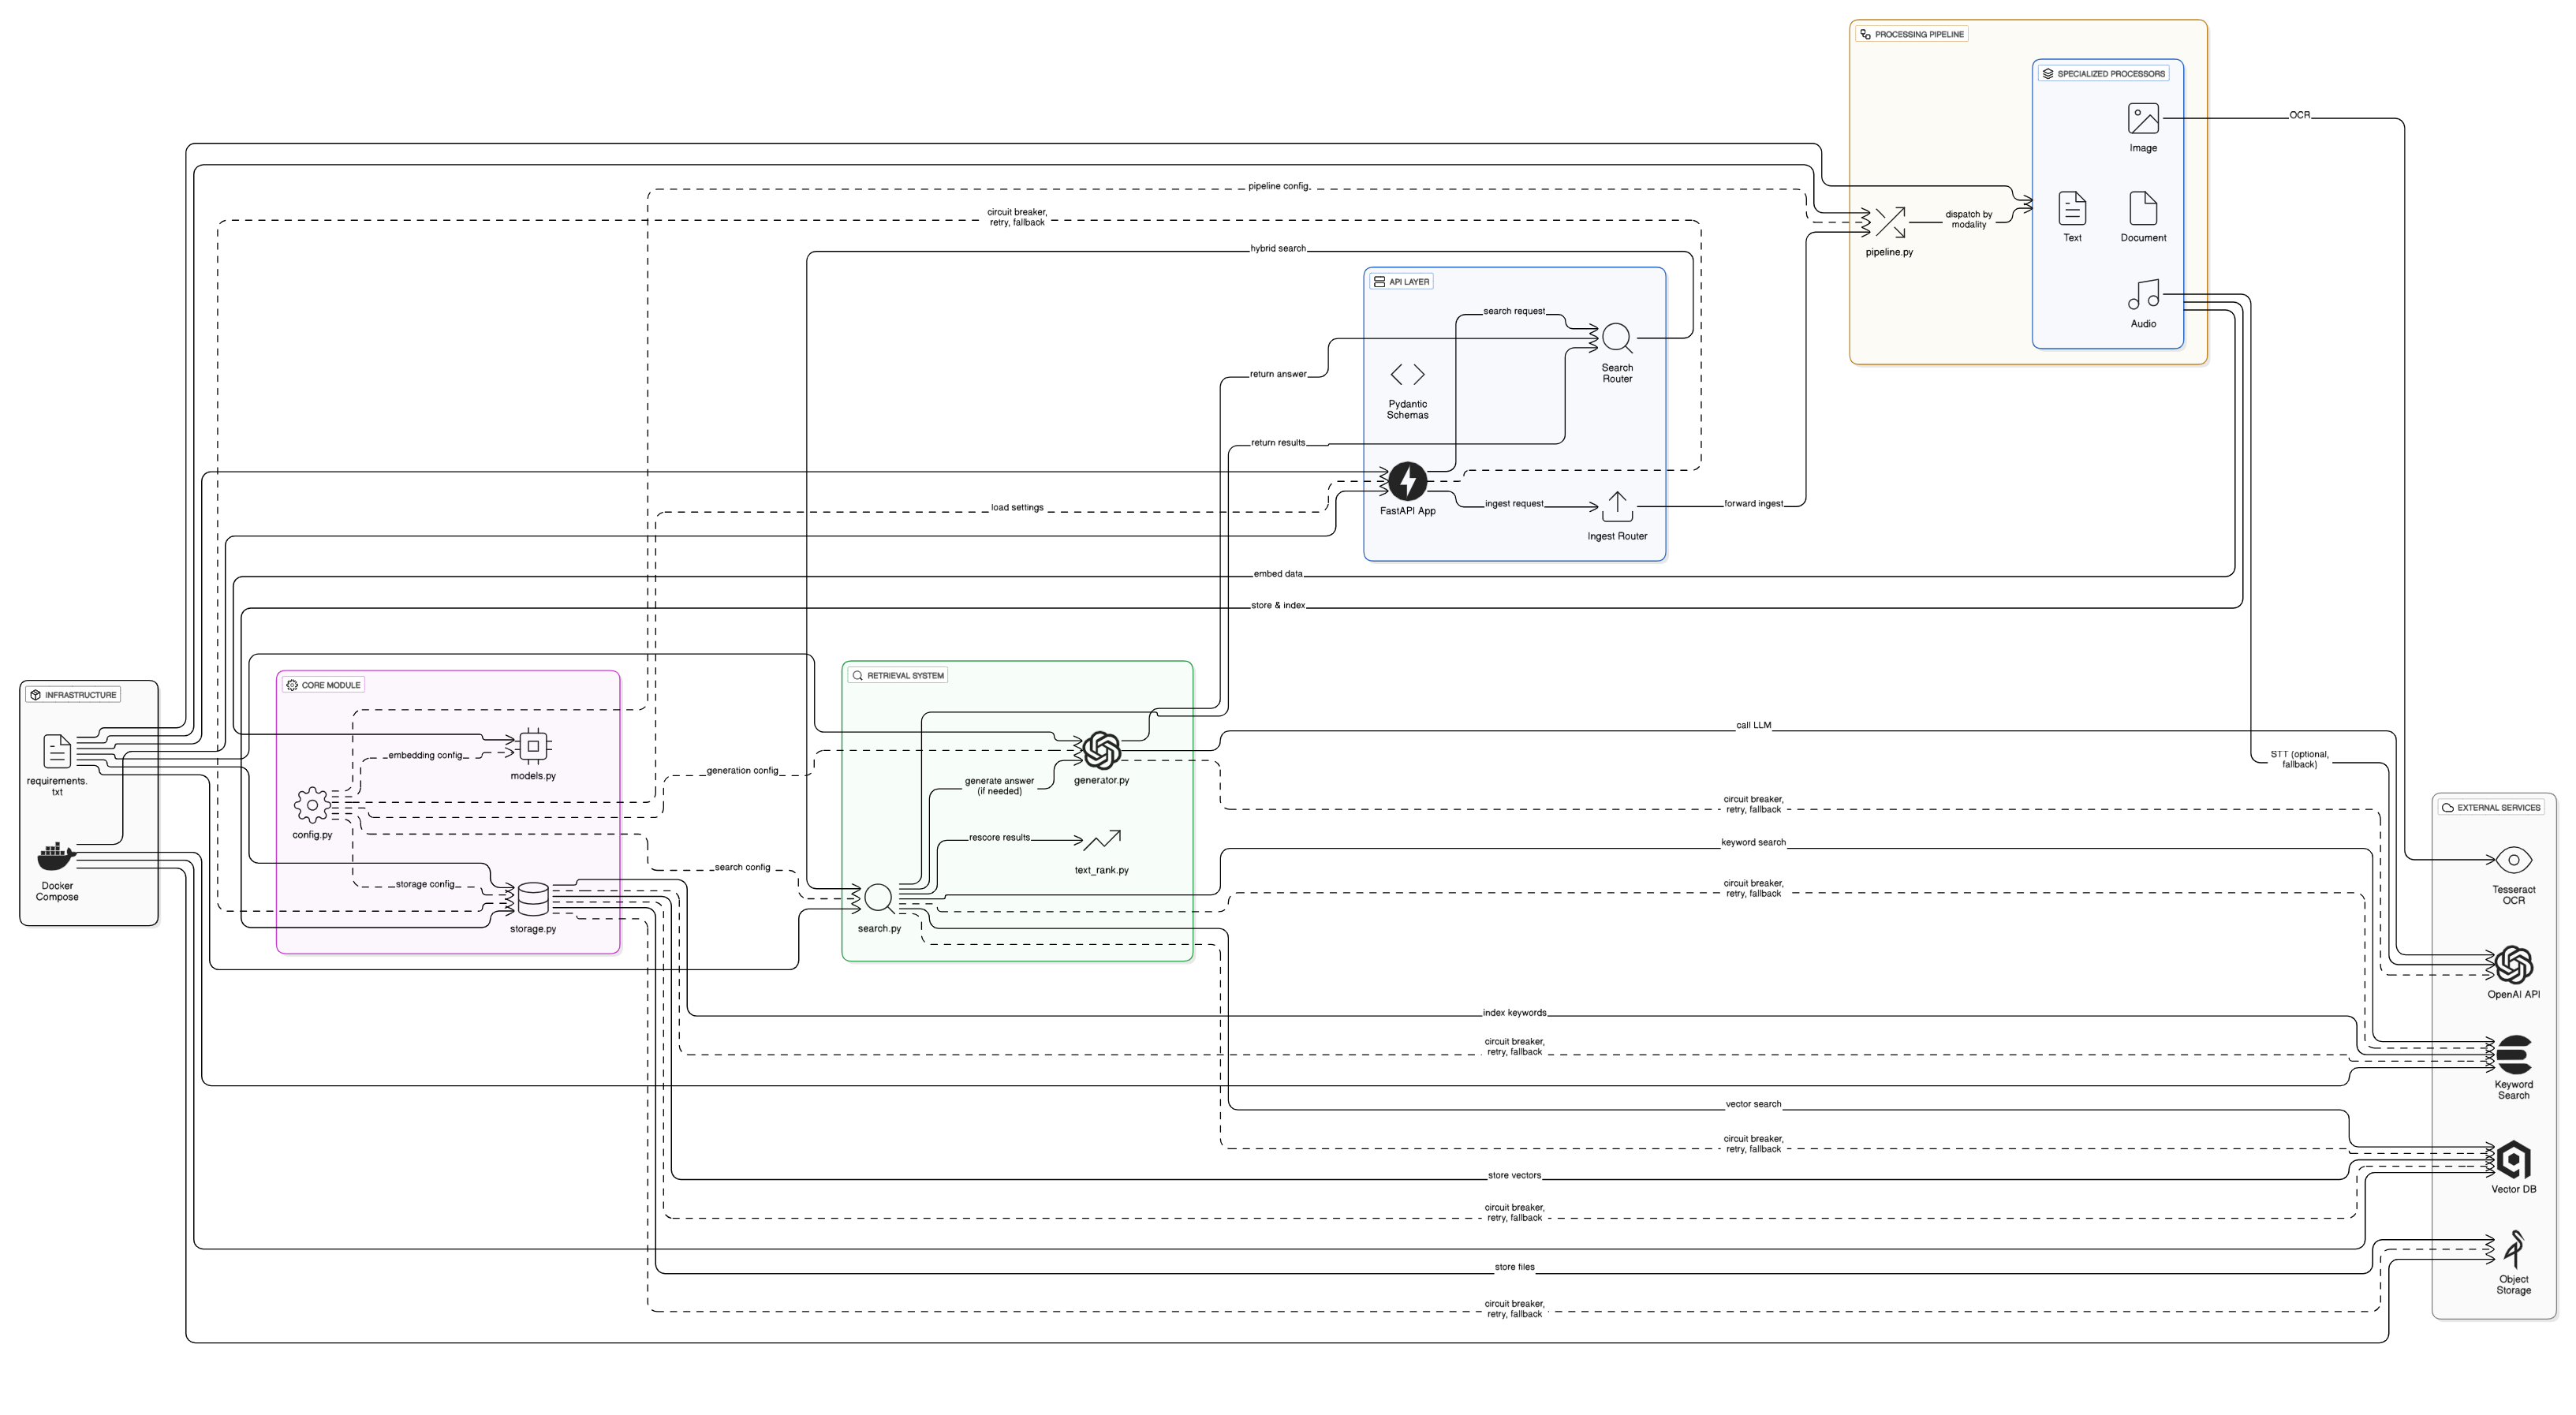 PROCESSING PIPELINE
SPECIALIZED PROCESSORS
Image
OCR
Text
Document
Audio
pipeline.py
dispatch by
modality
pipeline config
circuit breaker,
retry, fallback
hybrid search
API LAYER
search request
Search
Router
return answer
Pydantic
Schemas
return results
FastAPI App
load settings
ingest request
Ingest Router
forward ingest
embed data
store & index
INFRASTRUCTURE
requirements.
txt
Docker
Compose
CORE MODULE
embedding config
models.py
config.py
storage config
storage.py
generation config
search config
RETRIEVAL SYSTEM
generate answer
(if needed)
generator.py
rescore results
text_rank.py
search.py
call LLM
STT (optional,
fallback)
circuit breaker,
retry, fallback
keyword search
circuit breaker,
retry, fallback
index keywords
circuit breaker,
retry, fallback
vector search
circuit breaker,
retry, fallback
store vectors
circuit breaker,
retry, fallback
store files
circuit breaker,
retry, fallback
EXTERNAL SERVICES
Tesseract
OCR
OpenAI API
Keyword
Search
Vector DB
Object
Storage